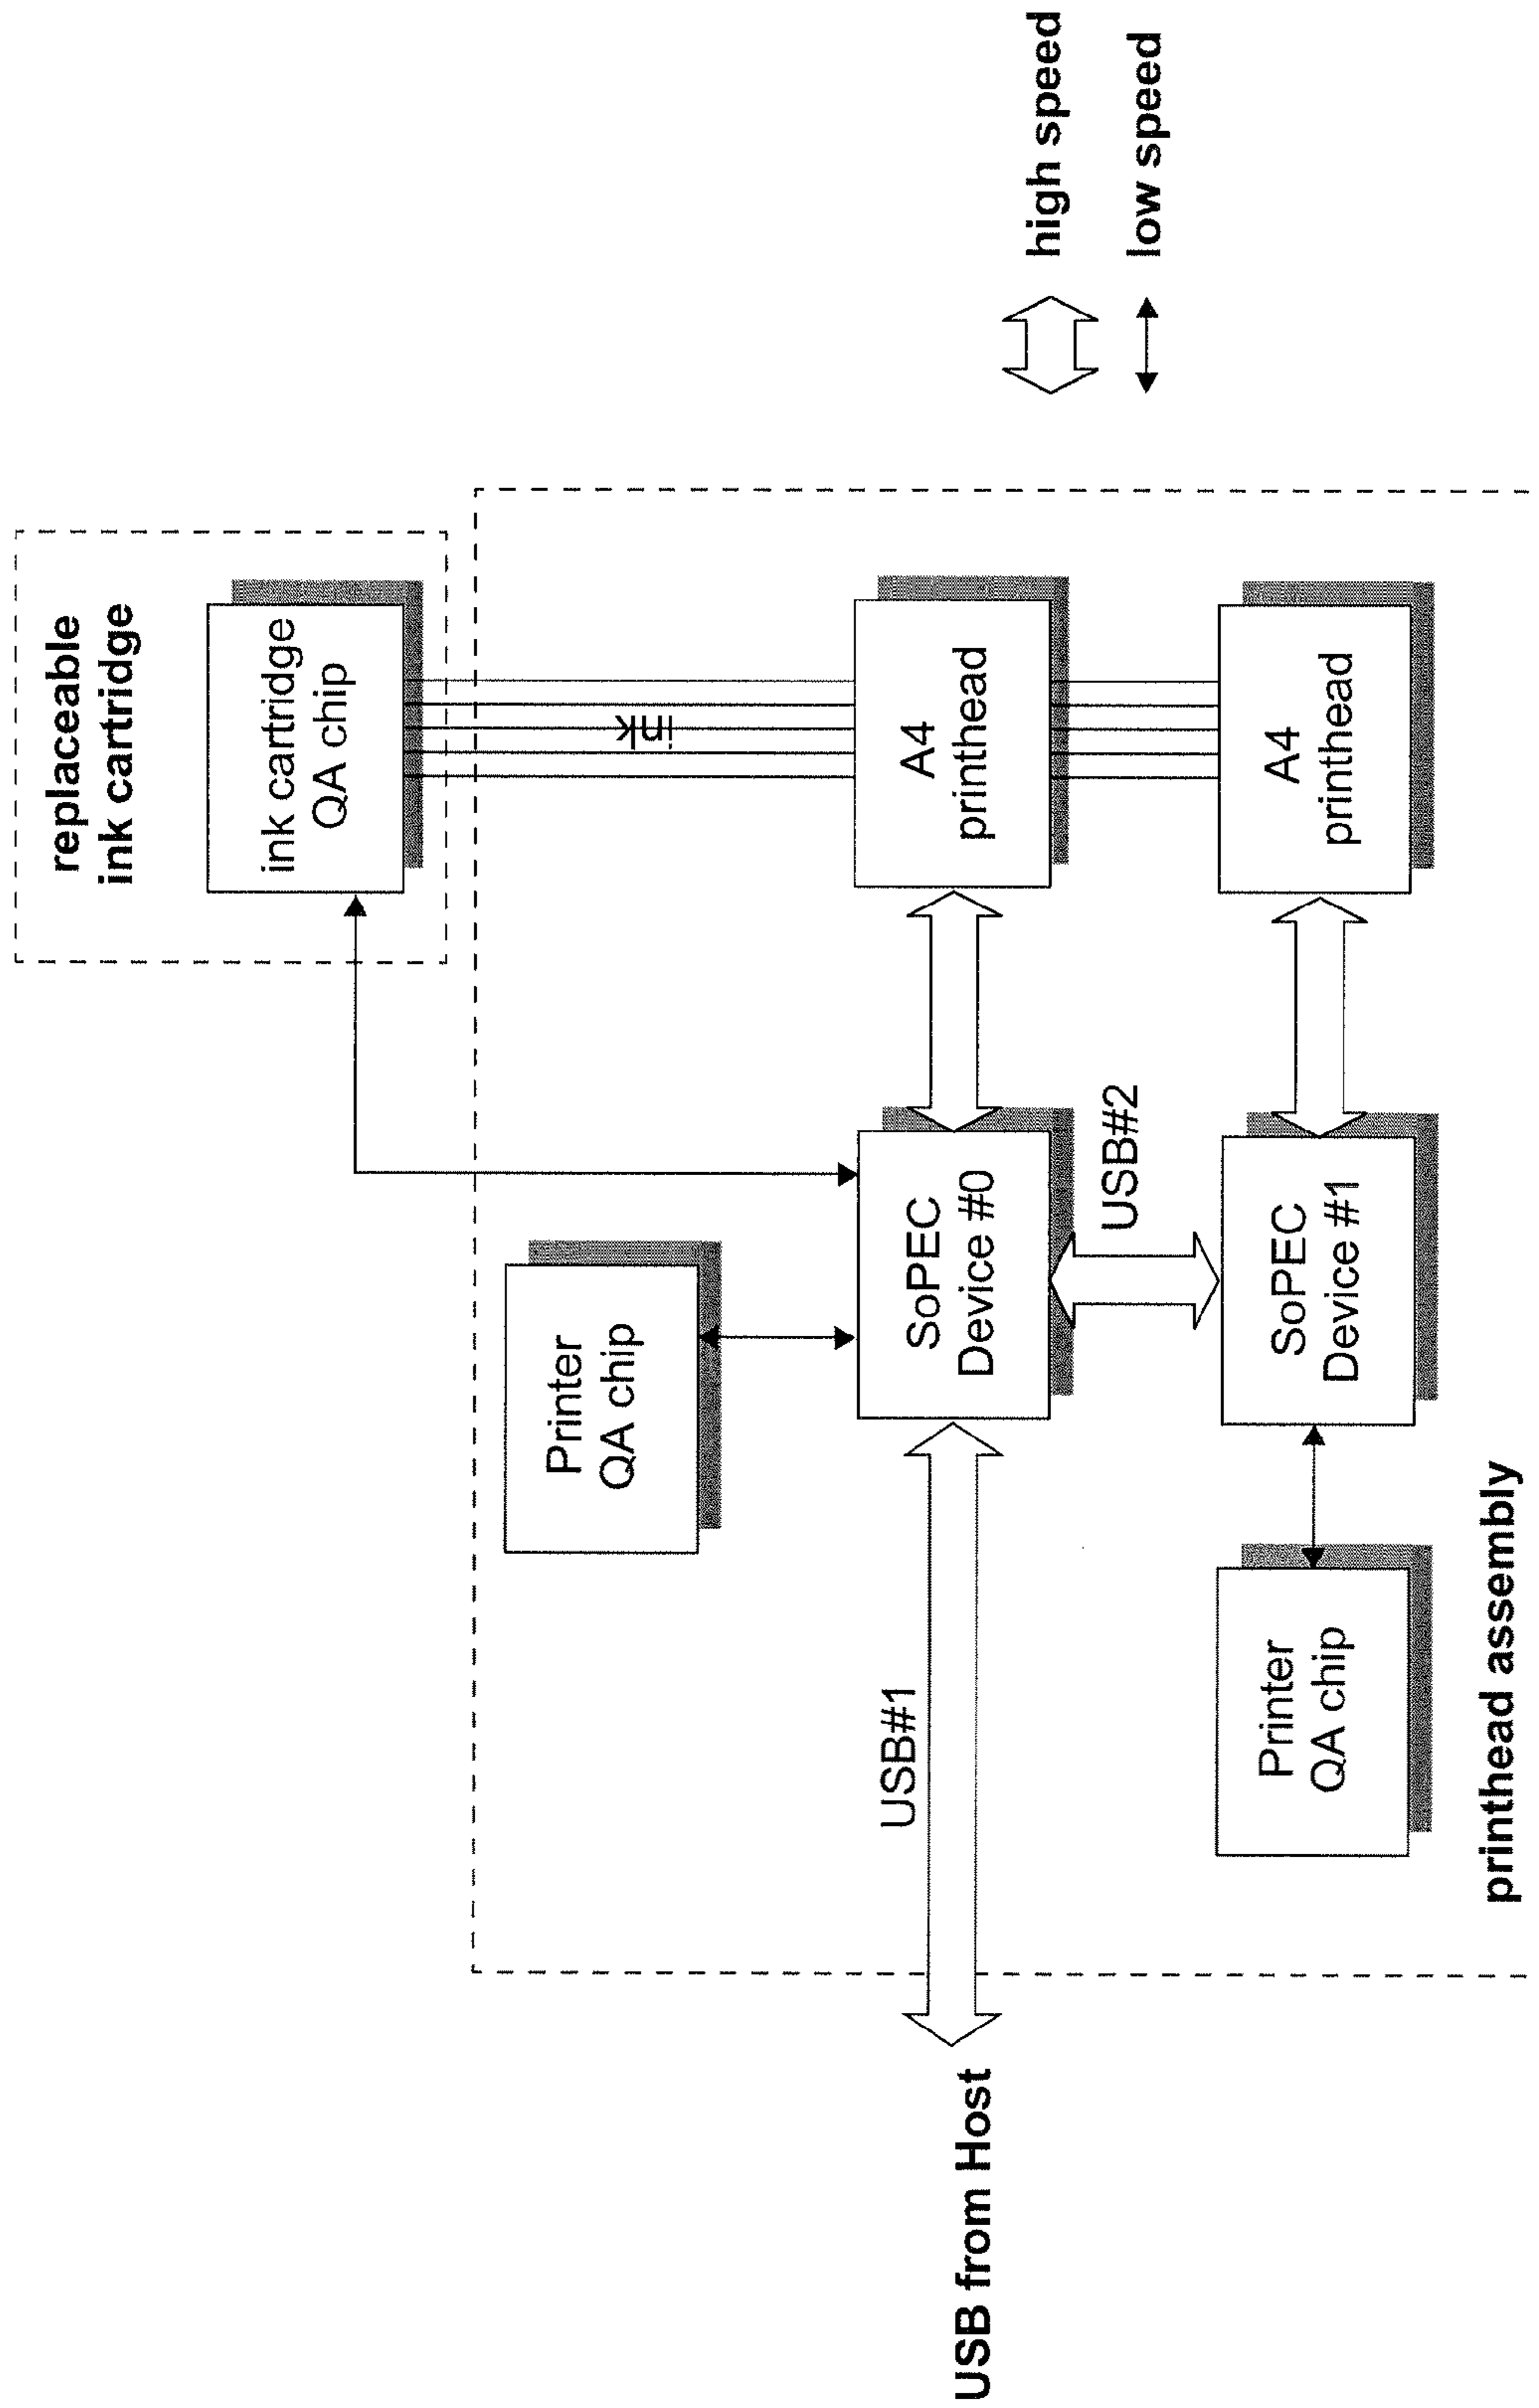 replaceable
ink cartridge
ink cartridge
QA chip
ink
Printer
QA chip
USB from Host
USB#1
SoPEC
Device #0
A4
printhead
high speed
low speed
USB#2
Printer
QA chip
SoPEC
Device #1
A4
printhead
printhead assembly